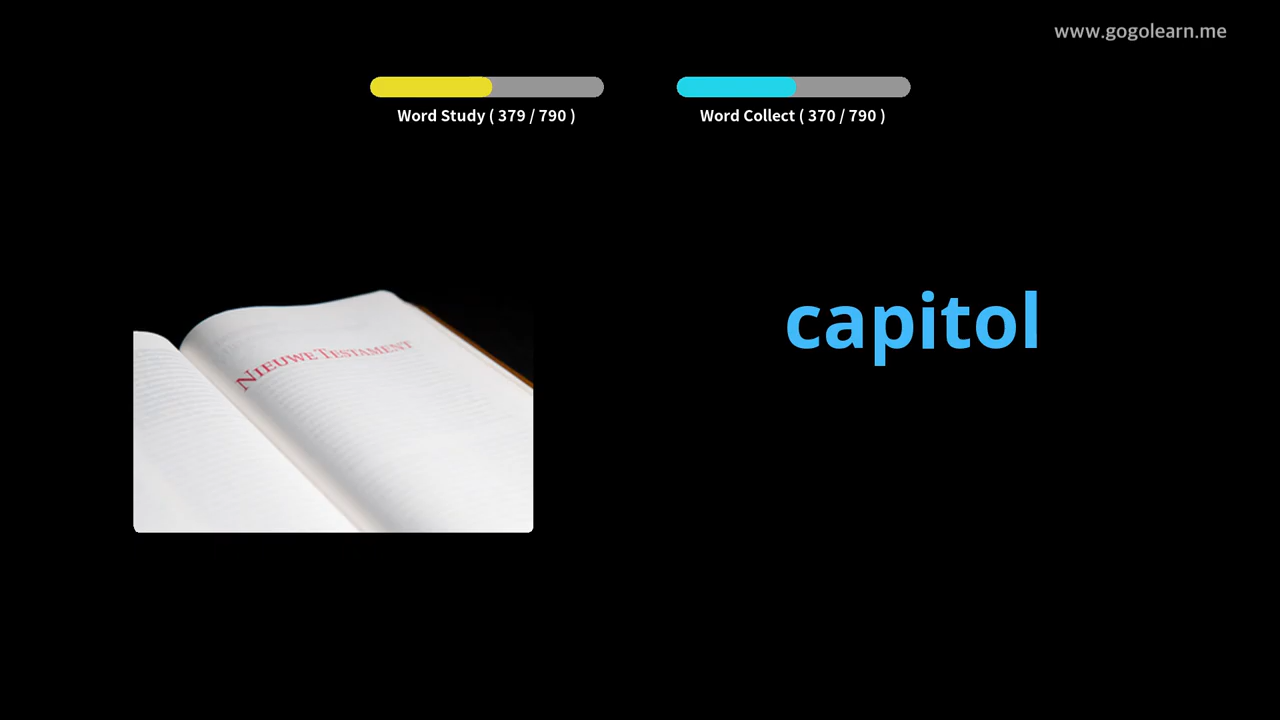 www.gogolearn.me
Word Study ( 379 / 790 )
Word Collect ( 370 / 790 )
NIEUWE TESTAMENT
capitol